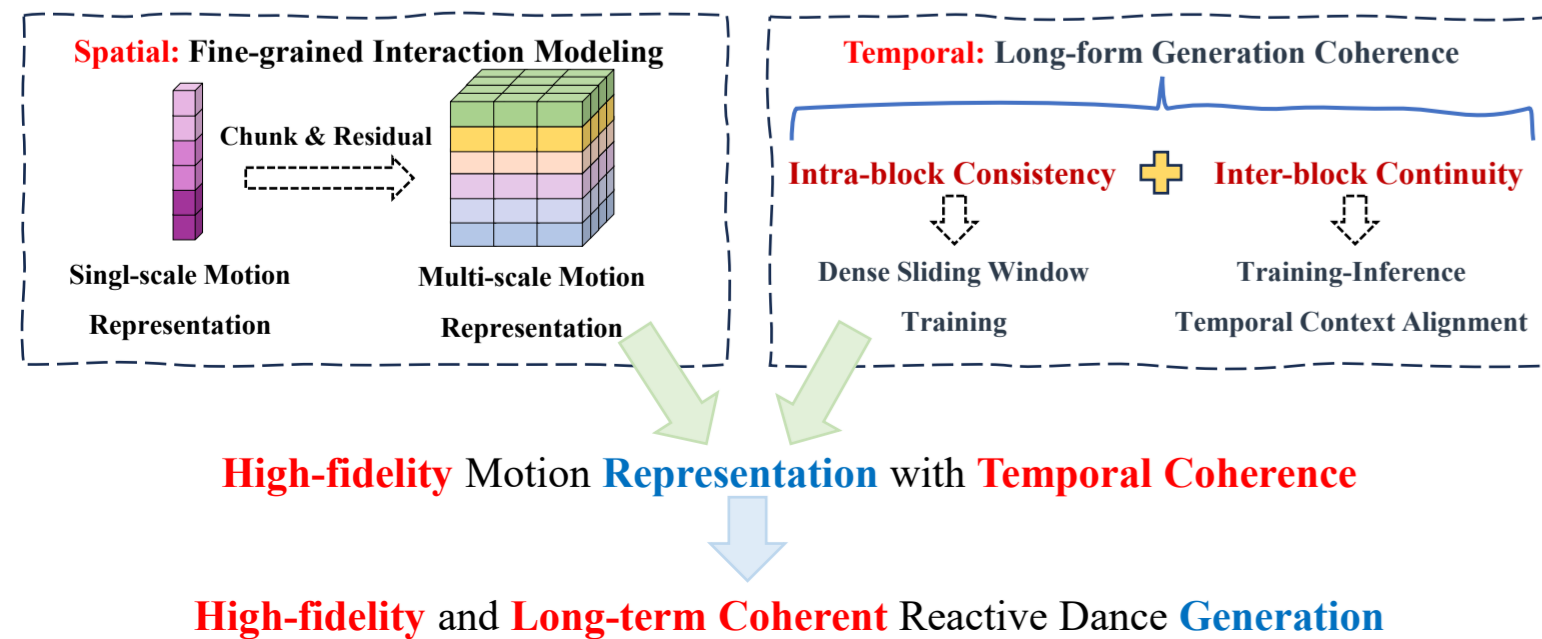 Spatial: Fine-grained Interaction Modeling
Chunk & Residual
Singl-scale Motion
Representation
Multi-scale Motion
Representation
Temporal: Long-form Generation Coherence
Intra-block Consistency
Inter-block Continuity
Dense Sliding Window
Training
Training-Inference
Temporal Context Alignment
High-fidelity Motion Representation with Temporal Coherence
High-fidelity and Long-term Coherent Reactive Dance Generation